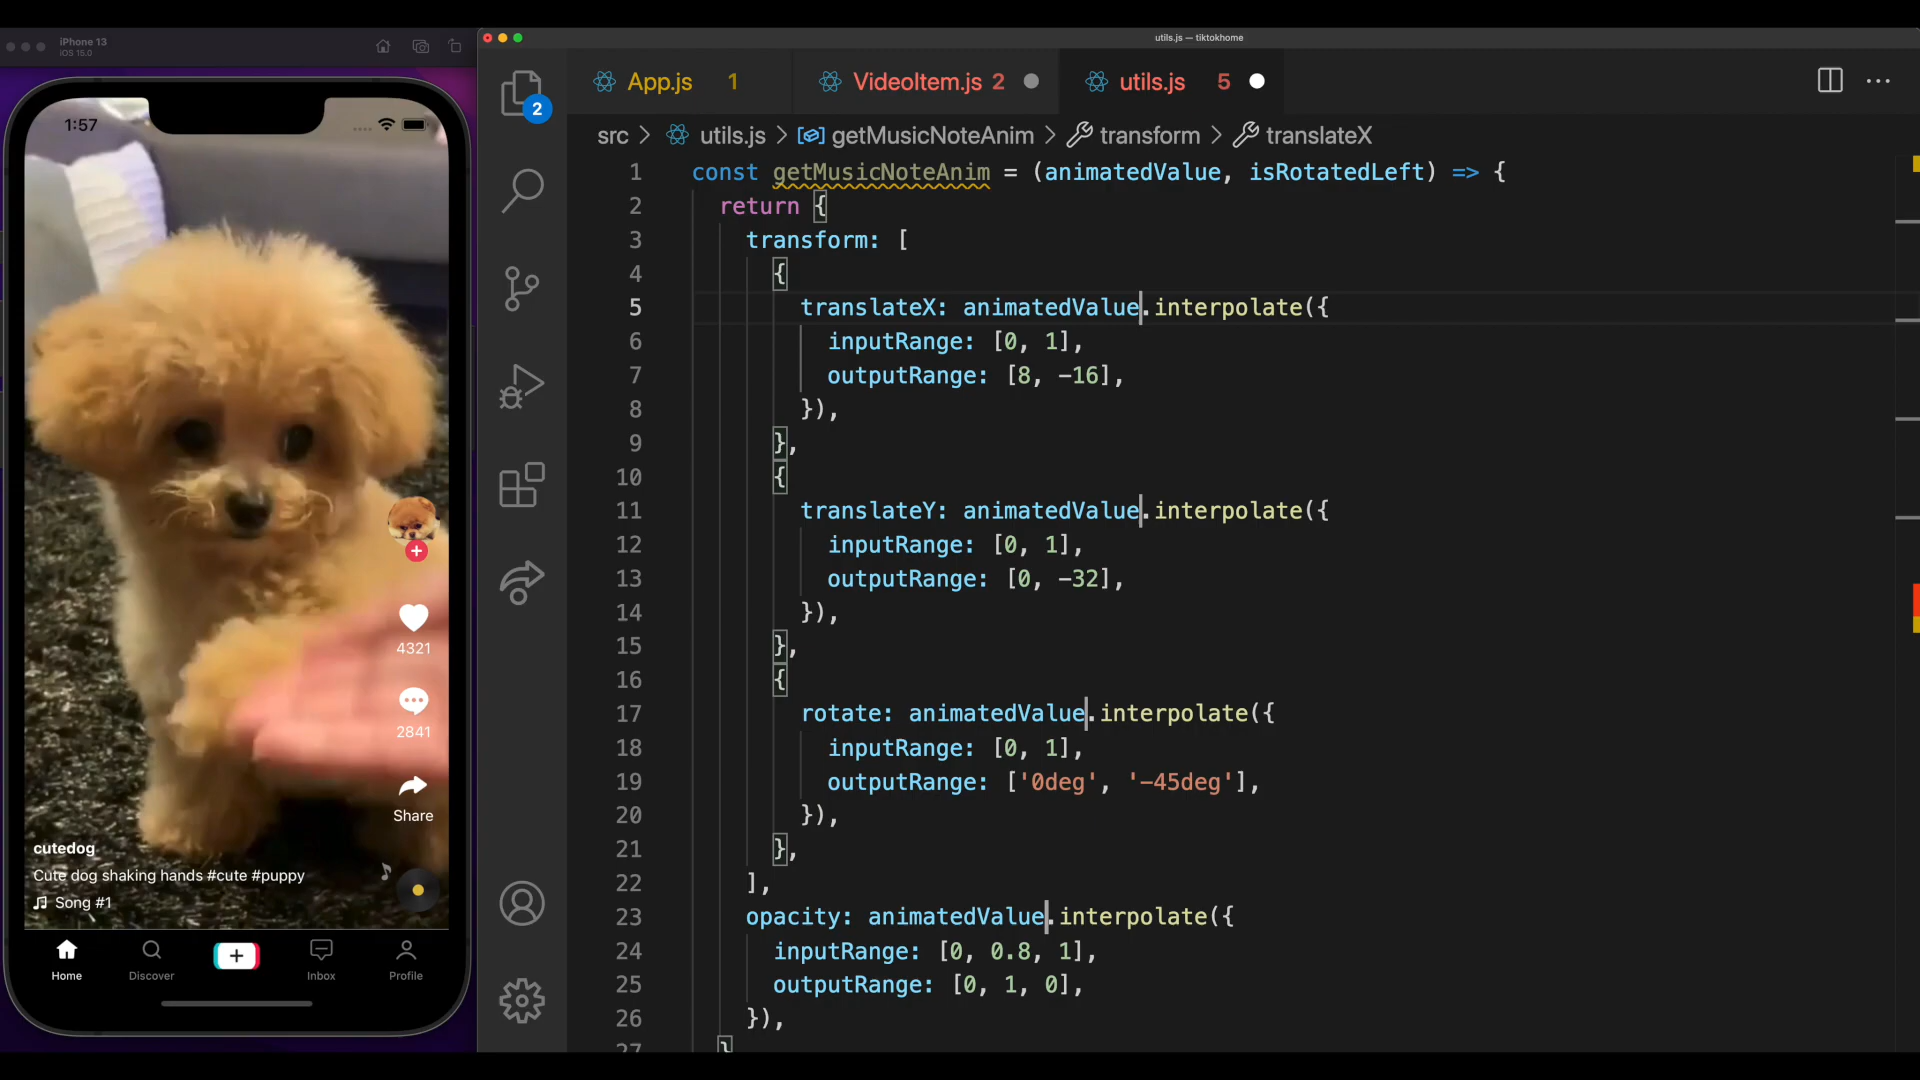 iPhone 13
iOS 15.0
1:57
4321
2841
Share
cutedog
Cute dog shaking hands #cute #puppy
Song #1
Home
Discover
Inbox
Profile
utils.js — tiktokhome
2
App.js 1
VideoItem.js 2
utils.js 5
src > utils.js > getMusicNoteAnim > transform > translateX
1 const getMusicNoteAnim = (animatedValue, isRotatedLeft) => {
2 return {
3 transform: [
4 {
5 translateX: animatedValue.interpolate({
6 inputRange: [0, 1],
7 outputRange: [8, -16],
8 }),
9 },
10 {
11 translateY: animatedValue.interpolate({
12 inputRange: [0, 1],
13 outputRange: [0, -32],
14 }),
15 },
16 {
17 rotate: animatedValue.interpolate({
18 inputRange: [0, 1],
19 outputRange: ['0deg', '-45deg'],
20 }),
21 },
22 ],
23 opacity: animatedValue.interpolate({
24 inputRange: [0, 0.8, 1],
25 outputRange: [0, 1, 0],
26 }),
27 }